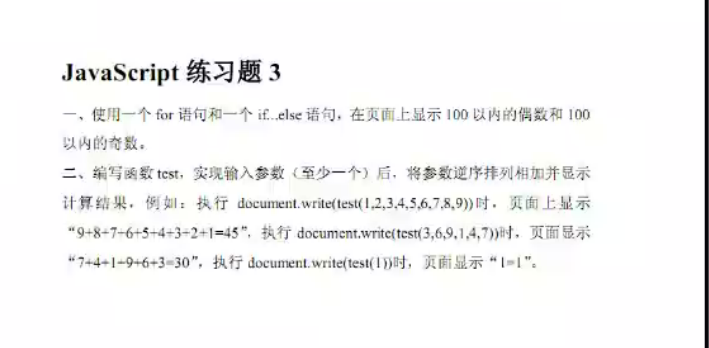 JavaScript 练习题 3
一、使用一个 for 语句和一个 if...else 语句，在页面上显示 100 以内的偶数和 100
以内的奇数。
二、编写函数 test，实现输入参数（至少一个）后，将参数逆序排列相加并显示
计算结果，例如：执行 document.write(test(1,2,3,4,5,6,7,8,9))时，页面上显示
“9+8+7+6+5+4+3+2+1=45”，执行 document.write(test(3,6,9,1,4,7))时，页面显示
“7+4+1+9+6+3=30”，执行 document.write(test(1))时，页面显示“1=1”。